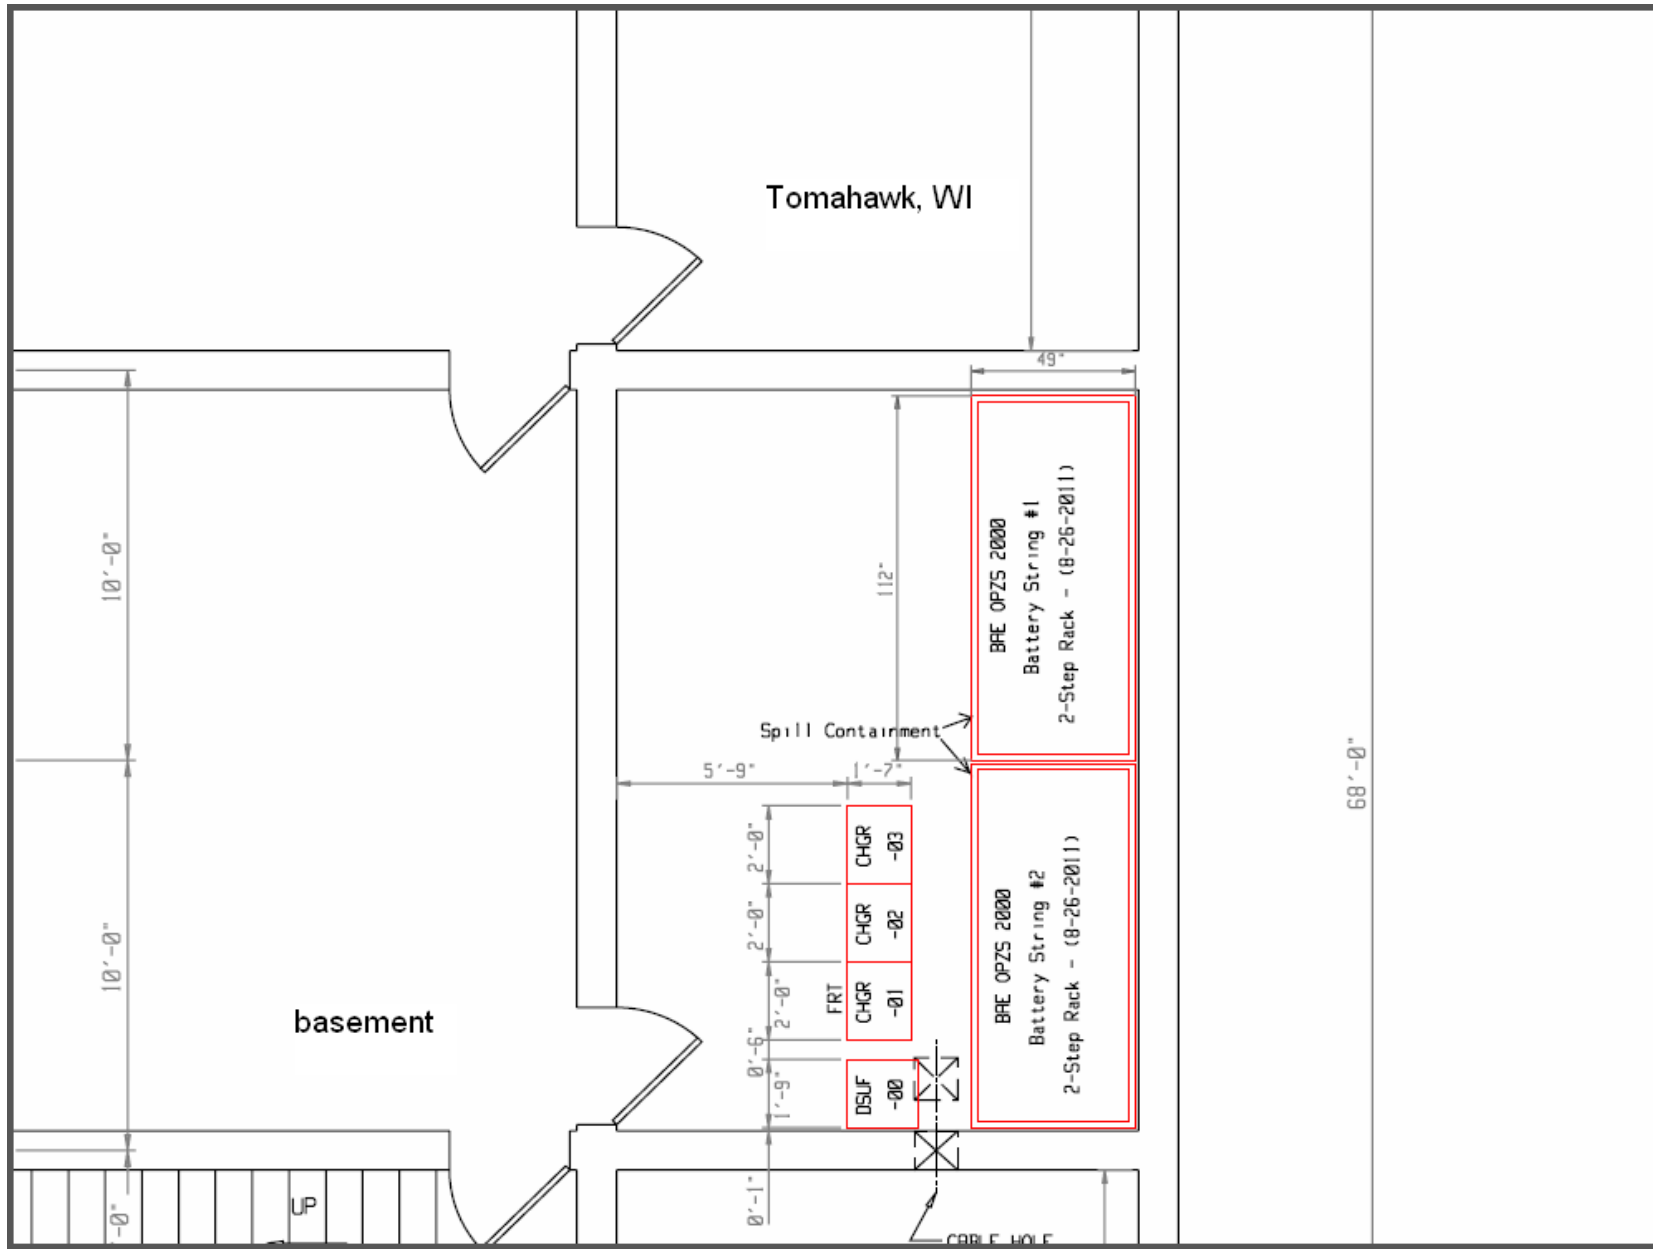 Tomahawk, WI
49"
10'-0"
112"
BAE OPZS 2000
Battery String #1
2-Step Rack - (8-26-2011)
Spill Containment
5'-9"
1'-7"
68'-0"
2'-0"
CHGR
-03
2'-0"
CHGR
-02
BAE OPZS 2000
Battery String #2
2-Step Rack - (8-26-2011)
10'-0"
basement
2'-0"
FRT
CHGR
-01
0'-6"
1'-9"
DSUF
-00
0'-1"
UP
'-0"
CABLE HOLE